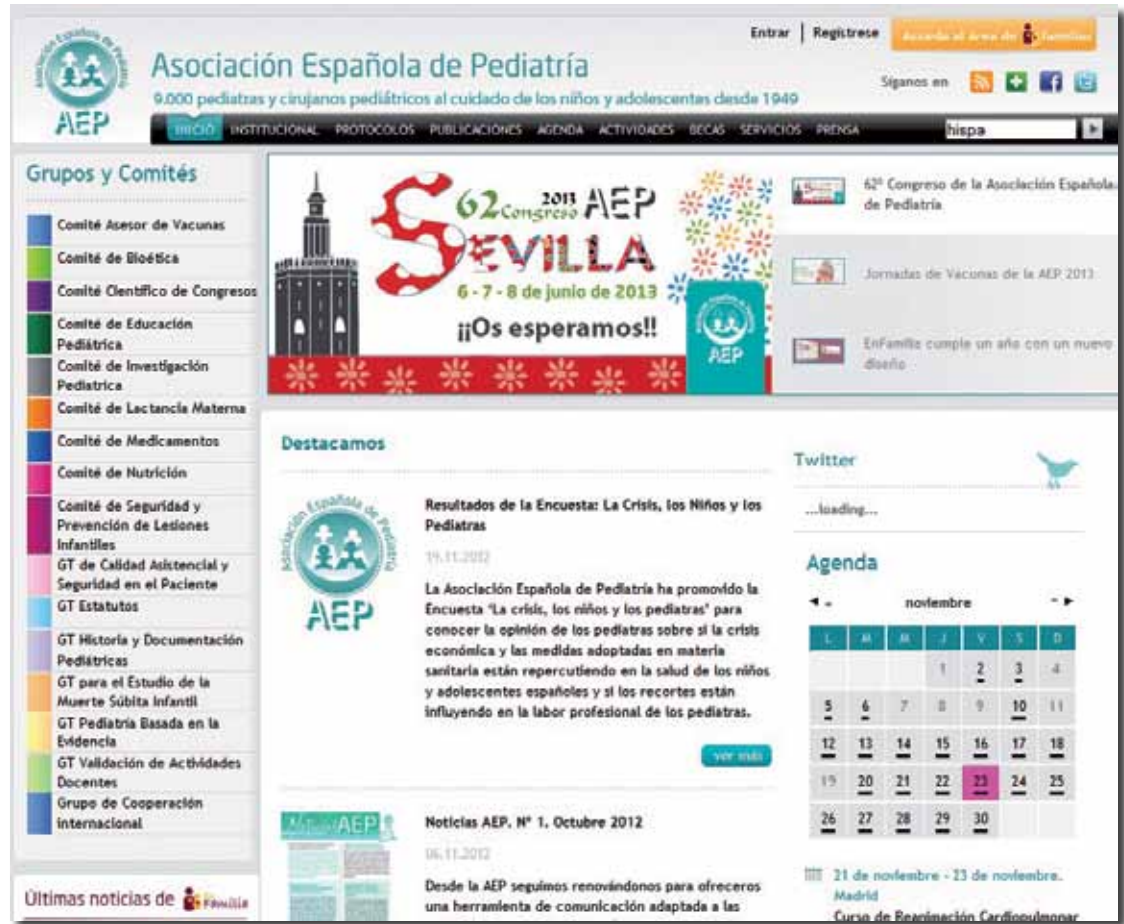 Entrar | Regístrese
Acceda al área de familias
Asociación Española de Pediatría
AEP
Asociación Española de Pediatría
9.000 pediatras y cirujanos pediátricos al cuidado de los niños y adolescentes desde 1949
Síganos en
INICIO INSTITUCIONAL PROTOCOLOS PUBLICACIONES AGENDA ACTIVIDADES BECAS SERVICIOS PRENSA
hispa
Grupos y Comités
Comité Asesor de Vacunas
Comité de Bioética
Comité Científico de Congresos
Comité de Educación
Pediátrica
Comité de Investigación
Pediatrica
Comité de Lactancia Materna
Comité de Medicamentos
Comité de Nutrición
Comité de Seguridad y
Prevención de Lesiones
Infantiles
GT de Calidad Asistencial y
Seguridad en el Paciente
GT Estatutos
GT Historia y Documentación
Pediátricas
GT para el Estudio de la
Muerte Súbita Infantil
GT Pediatría Basada en la
Evidencia
GT Validación de Actividades
Docentes
Grupo de Cooperación
internacional
Últimas noticias de Familia
62 Congreso 2013 AEP
SEVILLA
6 - 7 - 8 de junio de 2013
¡¡Os esperamos!!
AEP
62º Congreso de la Asociación Española
de Pediatría
Jornadas de Vacunas de la AEP 2013
EnFamilia cumple un año con un nuevo
diseño
Destacamos
Asociación Española de Pediatría
AEP
Resultados de la Encuesta: La Crisis, los Niños y los
Pediatras
19.11.2012
La Asociación Española de Pediatría ha promovido la
Encuesta 'La crisis, los niños y los pediatras' para
conocer la opinión de los pediatras sobre si la crisis
económica y las medidas adoptadas en materia
sanitaria están repercutiendo en la salud de los niños
y adolescentes españoles y si los recortes están
influyendo en la labor profesional de los pediatras.
ver más
Noticias AEP. Nº 1. Octubre 2012
06.11.2012
Desde la AEP seguimos renovándonos para ofreceros
una herramienta de comunicación adaptada a las
Twitter
...loading...
Agenda
noviembre
L M M J V S D
1 2 3 4
5 6 7 8 9 10 11
12 13 14 15 16 17 18
19 20 21 22 23 24 25
26 27 28 29 30
21 de noviembre - 23 de noviembre.
Madrid
Curso de Reanimación Cardiopulmonar